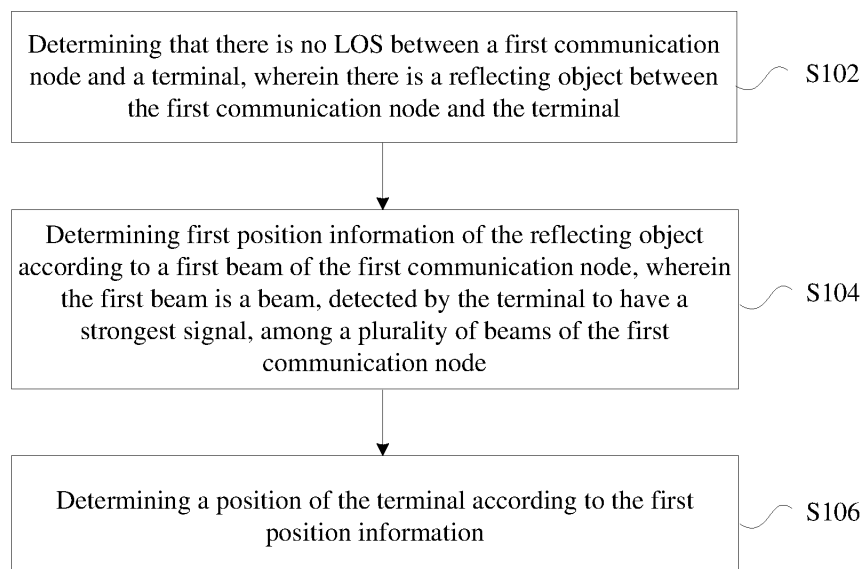 Determining that there is no LOS between a first communication
node and a terminal, wherein there is a reflecting object between
the first communication node and the terminal
S102
Determining first position information of the reflecting object
according to a first beam of the first communication node, wherein
the first beam is a beam, detected by the terminal to have a
strongest signal, among a plurality of beams of the first
communication node
S104
Determining a position of the terminal according to the first
position information
S106